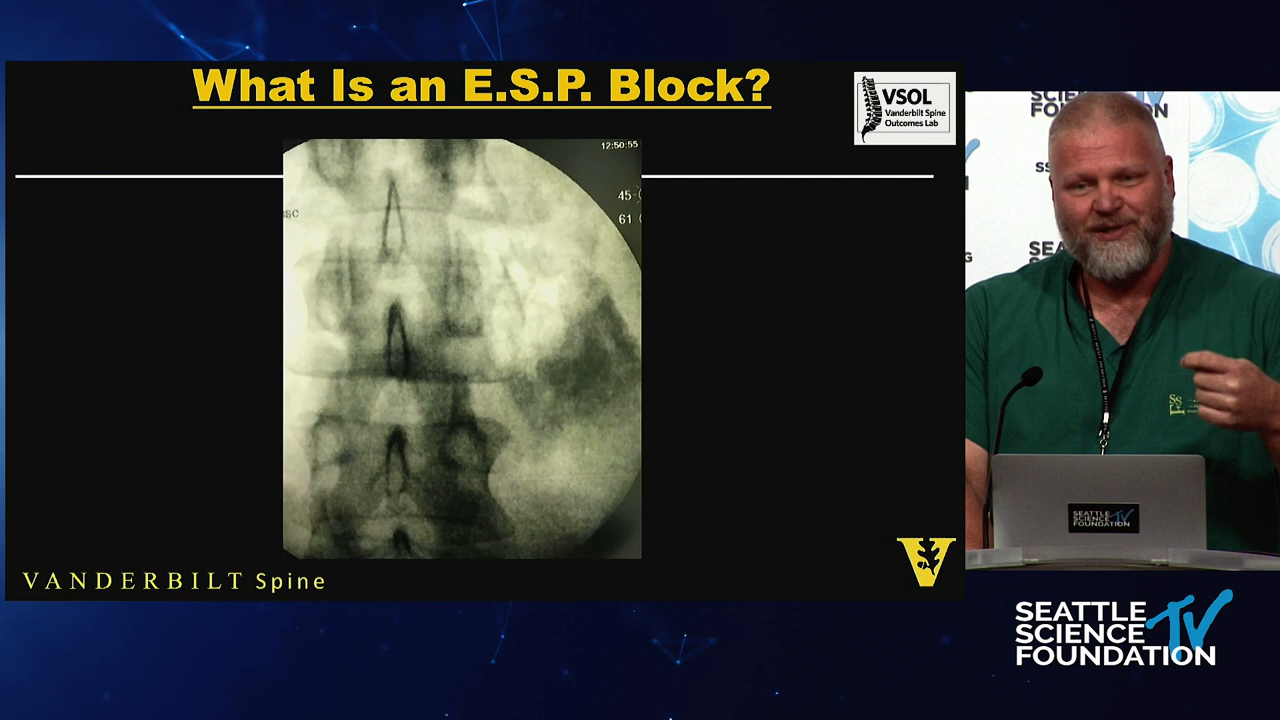 What Is an E.S.P. Block?
VSOL
Vanderbilt Spine
Outcomes Lab
12:50:55
45
61
VANDERBILT Spine
V
SEATTLE
SCIENCE
FOUNDATION
TV
SEATTLE
SCIENCE
FOUNDATION
TV